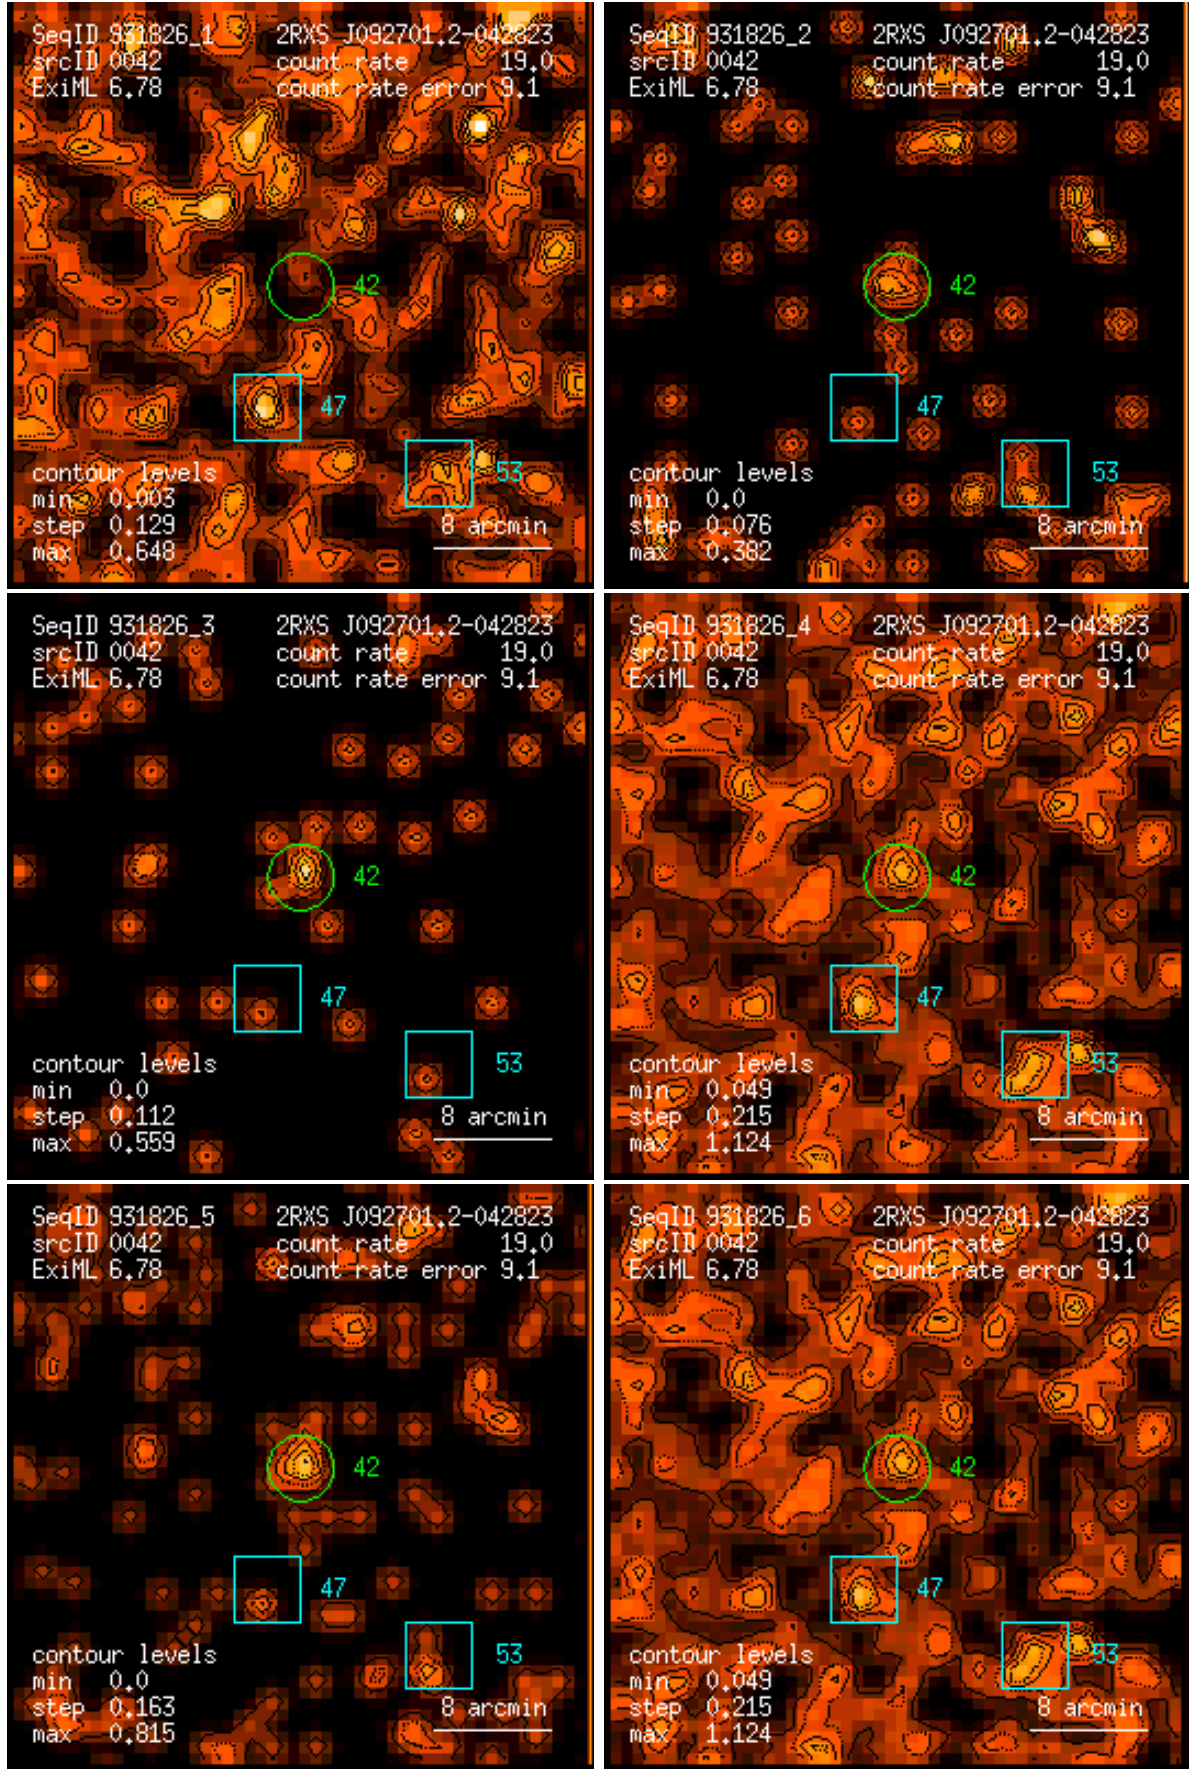 SeqID 931826_1 2RXS J092701.2-042823
srcID 0042 count rate 19.0
ExiML 6.78 count rate error 9.1
42
47
contour levels 53
min 0.003
step 0.129 8 arcmin
max 0.648
SeqID 931826_2 2RXS J092701.2-042823
srcID 0042 count rate 19.0
ExiML 6.78 count rate error 9.1
42
47
contour levels 53
min 0.0
step 0.076 8 arcmin
max 0.382
SeqID 931826_3 2RXS J092701.2-042823
srcID 0042 count rate 19.0
ExiML 6.78 count rate error 9.1
42
47
contour levels 53
min 0.0
step 0.112 8 arcmin
max 0.559
SeqID 931826_4 2RXS J092701.2-042823
srcID 0042 count rate 19.0
ExiML 6.78 count rate error 9.1
42
47
contour levels 53
min 0.049
step 0.215 8 arcmin
max 1.124
SeqID 931826_5 2RXS J092701.2-042823
srcID 0042 count rate 19.0
ExiML 6.78 count rate error 9.1
42
47
contour levels 53
min 0.0
step 0.163 8 arcmin
max 0.815
SeqID 931826_6 2RXS J092701.2-042823
srcID 0042 count rate 19.0
ExiML 6.78 count rate error 9.1
42
47
contour levels 53
min 0.049
step 0.215 8 arcmin
max 1.124